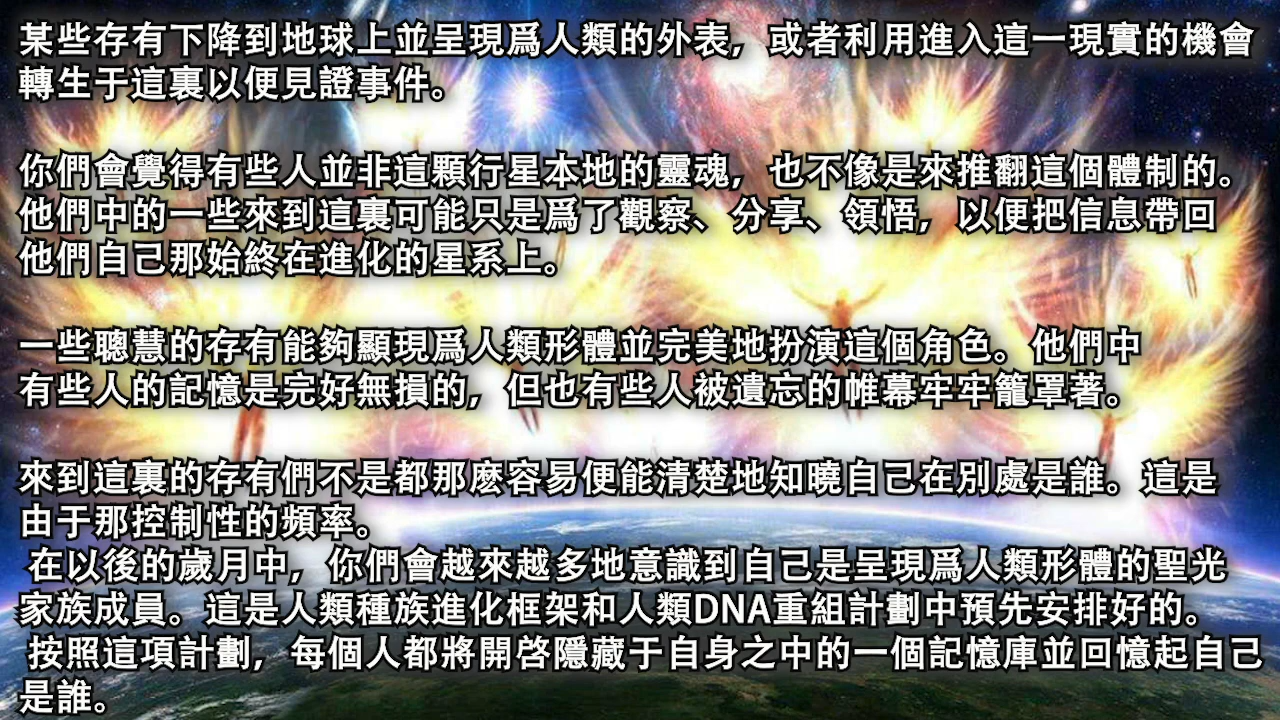 某些存有下降到地球上並呈現爲人類的外表，或者利用進入這一現實的機會
轉生于這裏以便見證事件。
你們會覺得有些人並非這顆行星本地的靈魂，也不像是來推翻這個體制的。
他們中的一些來到這裏可能只是爲了觀察、分享、領悟，以便把信息帶回
他們自己那始終在進化的星系上。
一些聰慧的存有能夠顯現爲人類形體並完美地扮演這個角色。他們中
有些人的記憶是完好無損的，但也有些人被遺忘的帷幕牢牢籠罩著。
來到這裏的存有們不是都那麽容易便能清楚地知曉自己在別處是誰。這是
由于那控制性的頻率。
在以後的歲月中，你們會越來越多地意識到自己是呈現爲人類形體的聖光
家族成員。這是人類種族進化框架和人類DNA重組計劃中預先安排好的。
按照這項計劃，每個人都將開啓隱藏于自身之中的一個記憶庫並回憶起自己
是誰。